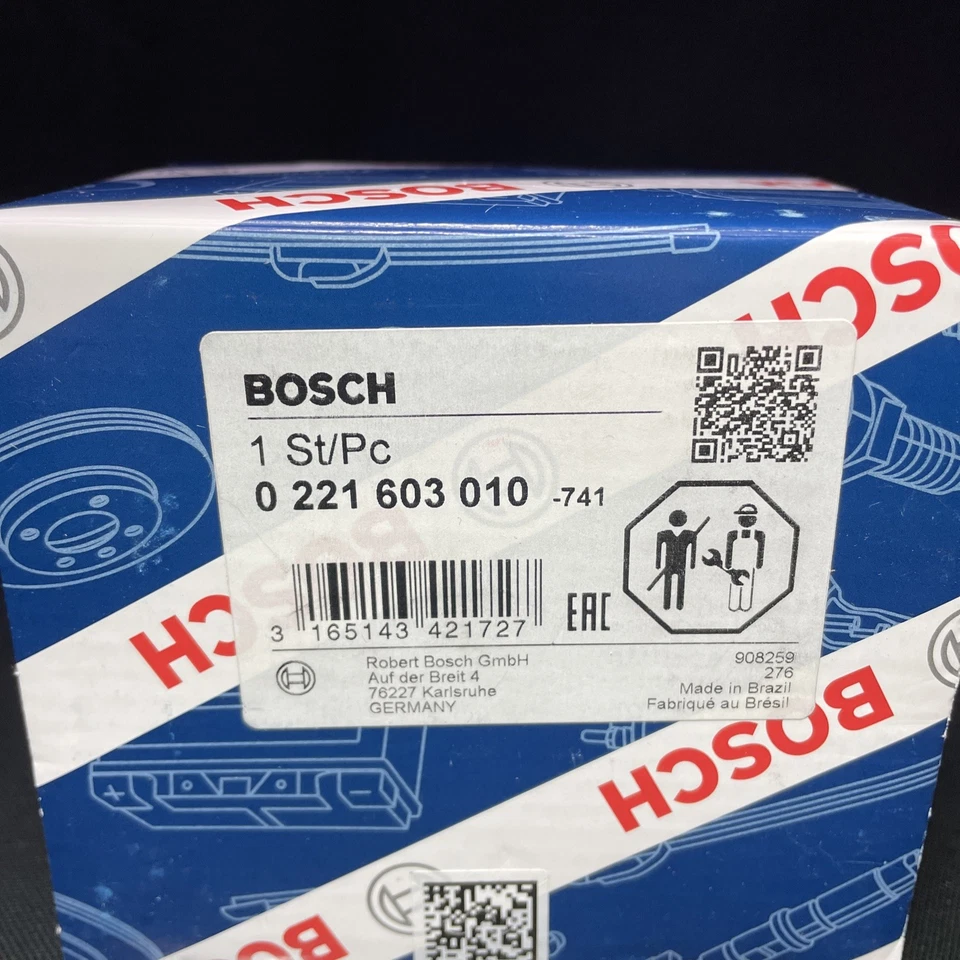 BOSCH
BOSCH
BOSCH
1 St/Pc
0 221 603 010 -741
3 165143 421727
EAC
Robert Bosch GmbH
Auf der Breit 4
76227 Karlsruhe
GERMANY
908259
276
Made in Brazil
Fabriqué au Brésil
BOSCH
BOSCH
BOSCH